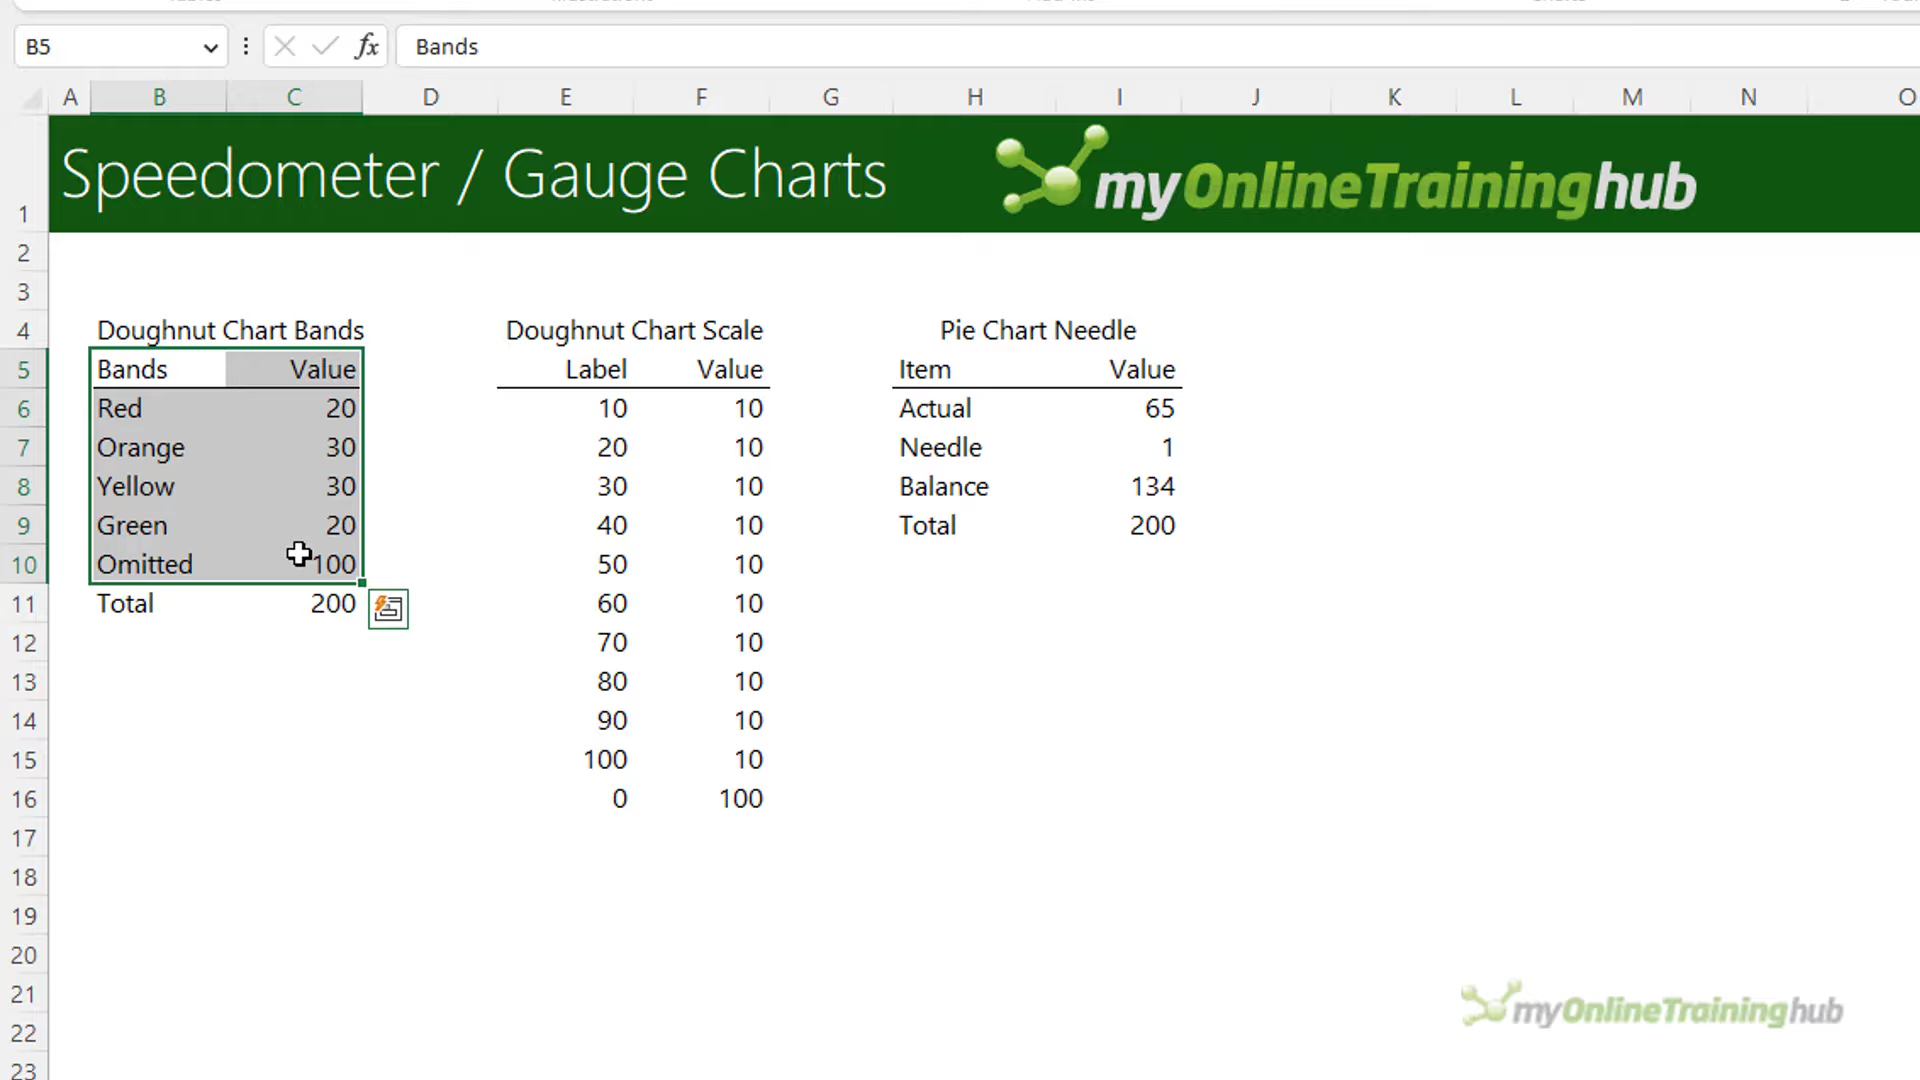 B5 fx Bands
A B C D E F G H I J K L M N O
1 Speedometer / Gauge Charts myOnlineTraininghub
2
3
4 Doughnut Chart Bands Doughnut Chart Scale Pie Chart Needle
5 Bands Value Label Value Item Value
6 Red 20 10 10 Actual 65
7 Orange 30 20 10 Needle 1
8 Yellow 30 30 10 Balance 134
9 Green 20 40 10 Total 200
10 Omitted 100 50 10
11 Total 200 60 10
12 70 10
13 80 10
14 90 10
15 100 10
16 0 100
17
18
19
20
21
22
23
myOnlineTraininghub